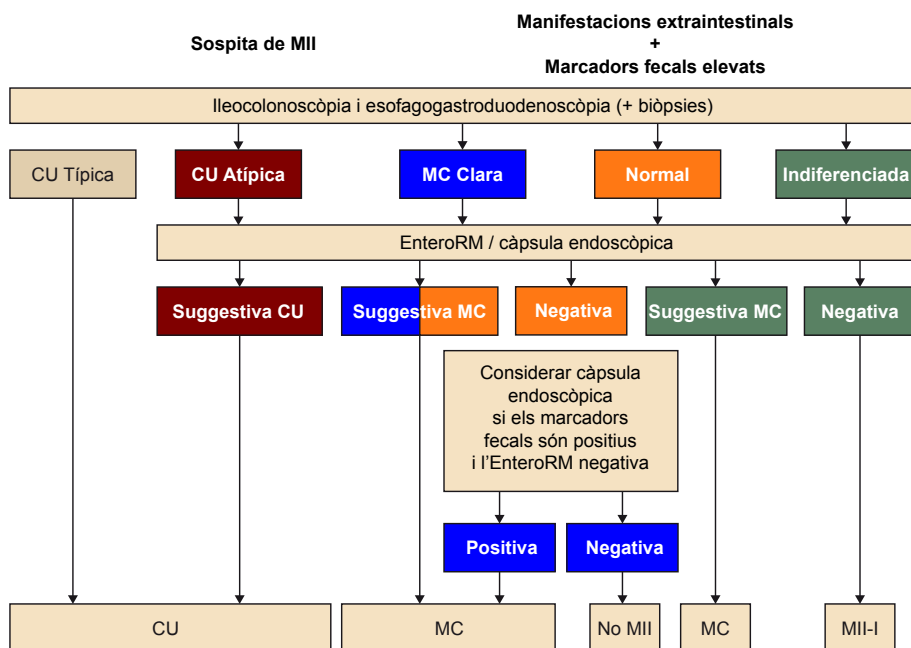 Sospita de MII
Manifestacions extraintestinals
+
Marcadors fecals elevats
Ileocolonoscòpia i esofagogastroduodenoscòpia (+ biòpsies)
CU Típica
CU Atípica
MC Clara
Normal
Indiferenciada
EnteroRM / càpsula endoscòpica
Suggestiva CU
Suggestiva MC
Negativa
Suggestiva MC
Negativa
Considerar càpsula
endoscòpica
si els marcadors
fecals són positius
i l’EnteroRM negativa
Positiva
Negativa
CU
MC
No MII
MC
MII-I